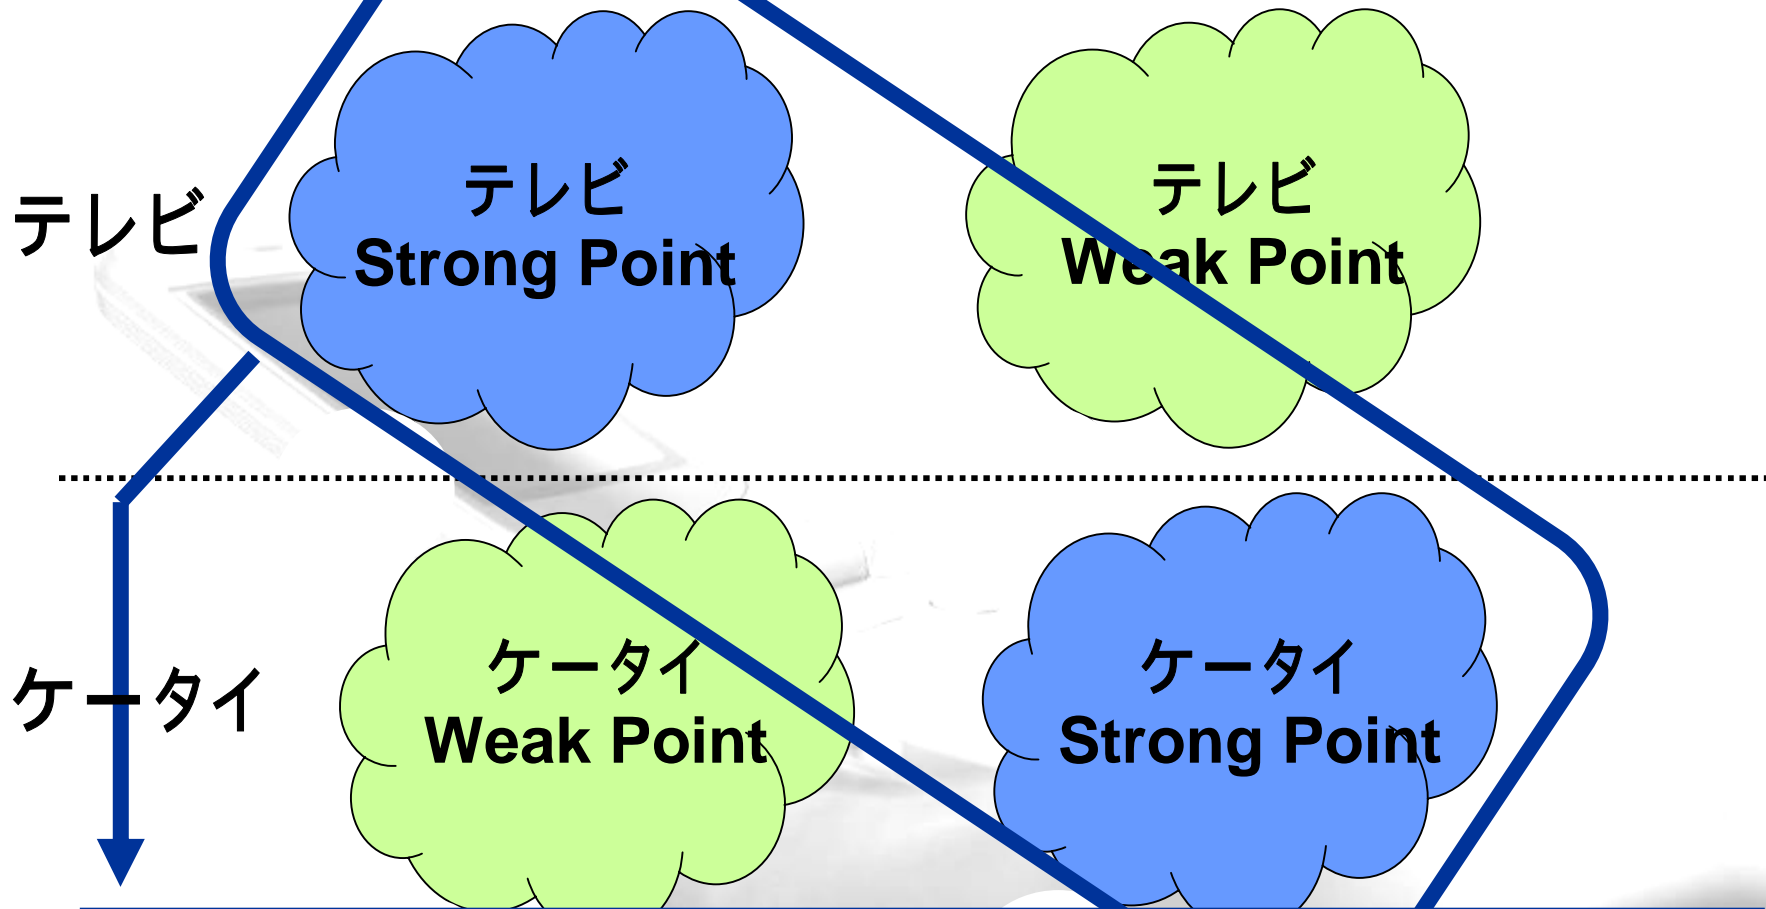 テレビ
テレビ
Strong Point
テレビ
Weak Point
ケータイ
ケータイ
Weak Point
ケータイ
Strong Point